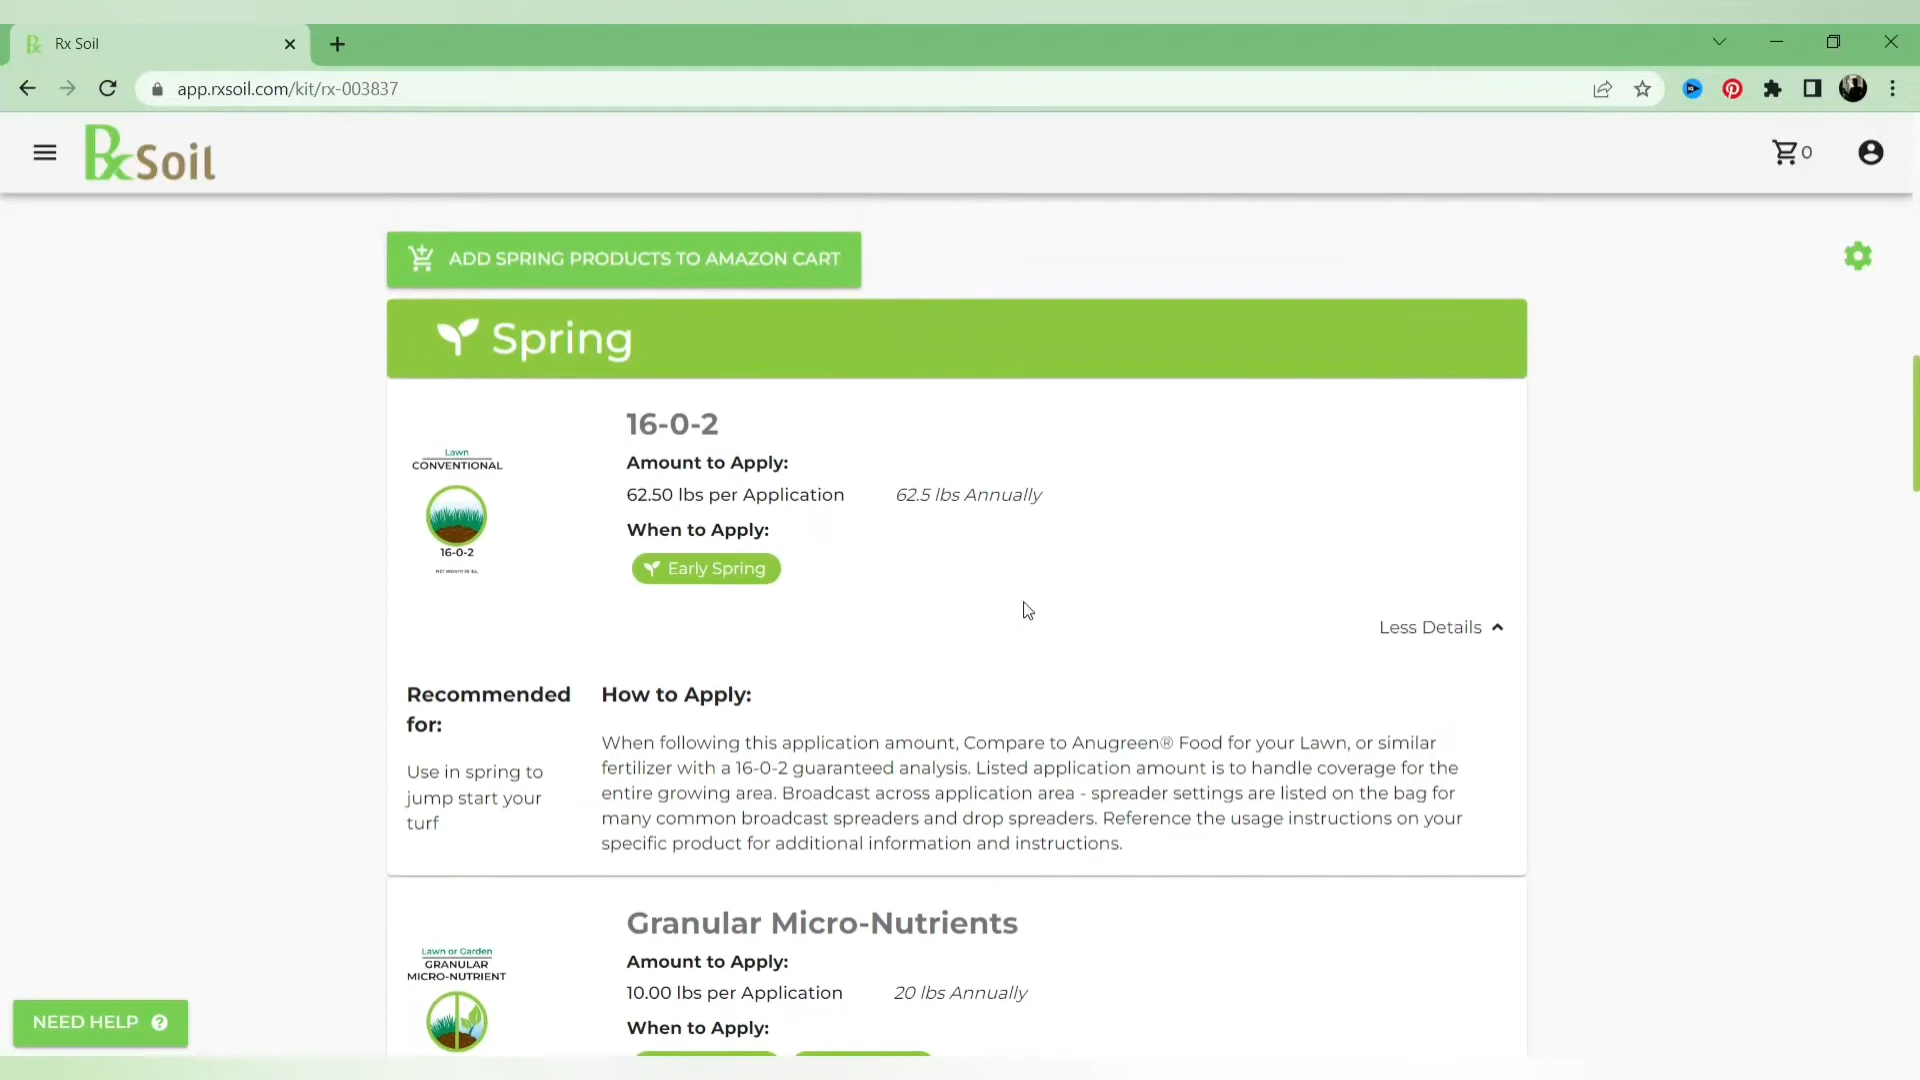 Rx Soil
app.rxsoil.com/kit/rx-003837
Rx Soil
0
ADD SPRING PRODUCTS TO AMAZON CART
Spring
Lawn
CONVENTIONAL
16-0-2
16-0-2
Amount to Apply:
62.50 lbs per Application 62.5 lbs Annually
When to Apply:
Early Spring
Less Details
Recommended
for:
Use in spring to
jump start your
turf
How to Apply:
When following this application amount, Compare to Anugreen® Food for your Lawn, or similar
fertilizer with a 16-0-2 guaranteed analysis. Listed application amount is to handle coverage for the
entire growing area. Broadcast across application area - spreader settings are listed on the bag for
many common broadcast spreaders and drop spreaders. Reference the usage instructions on your
specific product for additional information and instructions.
Lawn or Garden
GRANULAR
MICRO-NUTRIENT
Granular Micro-Nutrients
Amount to Apply:
10.00 lbs per Application 20 lbs Annually
When to Apply:
NEED HELP ?